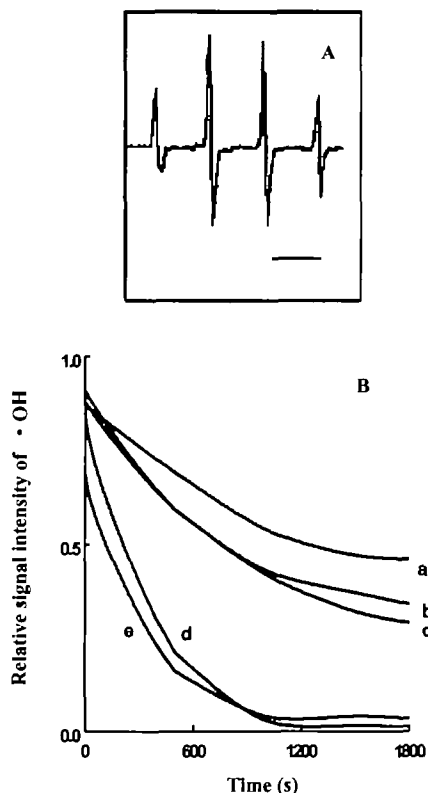 A
B
Relative signal intensity of • OH
1.0
0.5
0.0
a
b
c
d
e
0
600
1200
1800
Time (s)